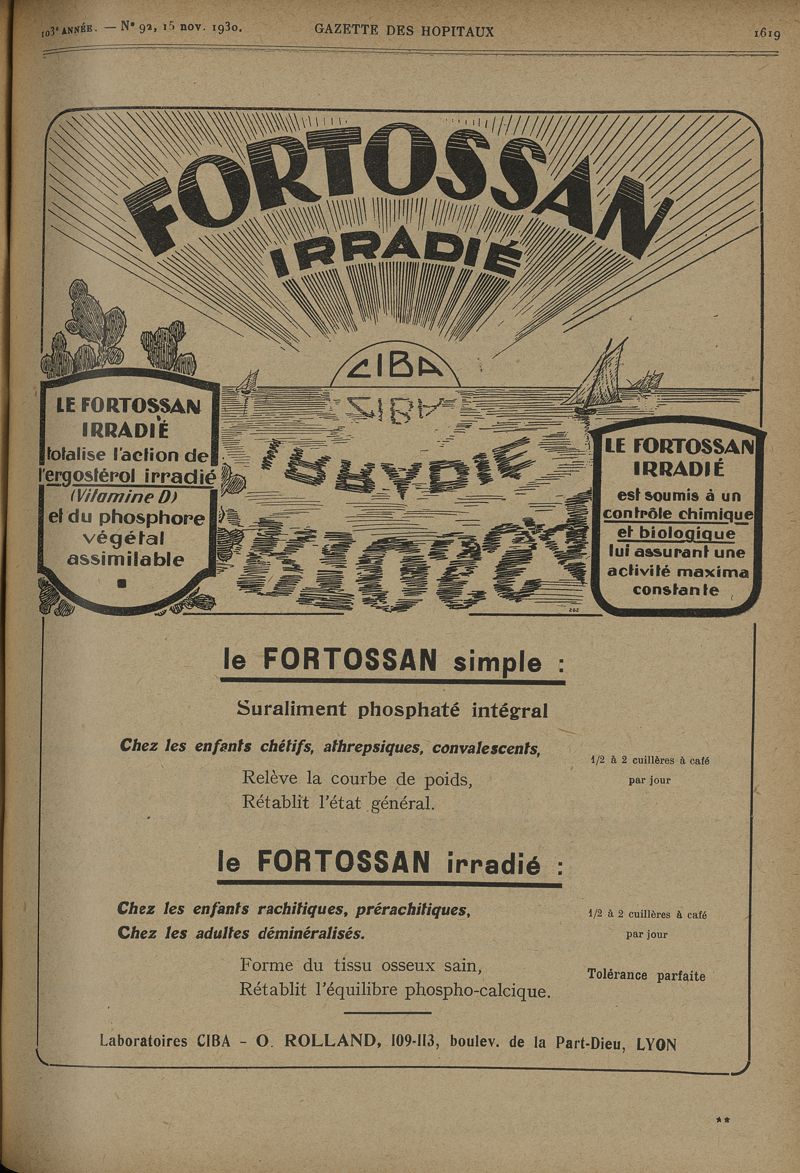 103e ANNÉE. — N° 92, 15 nov. 1930.
GAZETTE DES HOPITAUX
1619
FORTOSSAN
IRRADIÉ
CIBA
CIBA
IRRADIÉ
FORTOSSAN
LE FORTOSSAN
IRRADIÉ
totalise l'action de
l'ergostérol irradié
(Vitamine D)
et du phosphore
végétal
assimilable
LE FORTOSSAN
IRRADIÉ
est soumis à un
contrôle chimique
et biologique
lui assurant une
activité maxima
constante
le FORTOSSAN simple :
Suraliment phosphaté intégral
Chez les enfants chétifs, athrepsiques, convalescents,
Relève la courbe de poids,
Rétablit l'état général.
1/2 à 2 cuillères à café
par jour
le FORTOSSAN irradié :
Chez les enfants rachitiques, prérachitiques,
Chez les adultes déminéralisés.
1/2 à 2 cuillères à café
par jour
Forme du tissu osseux sain,
Rétablit l'équilibre phospho-calcique.
Tolérance parfaite
Laboratoires CIBA - O. ROLLAND, 109-113, boulev. de la Part-Dieu, LYON
**